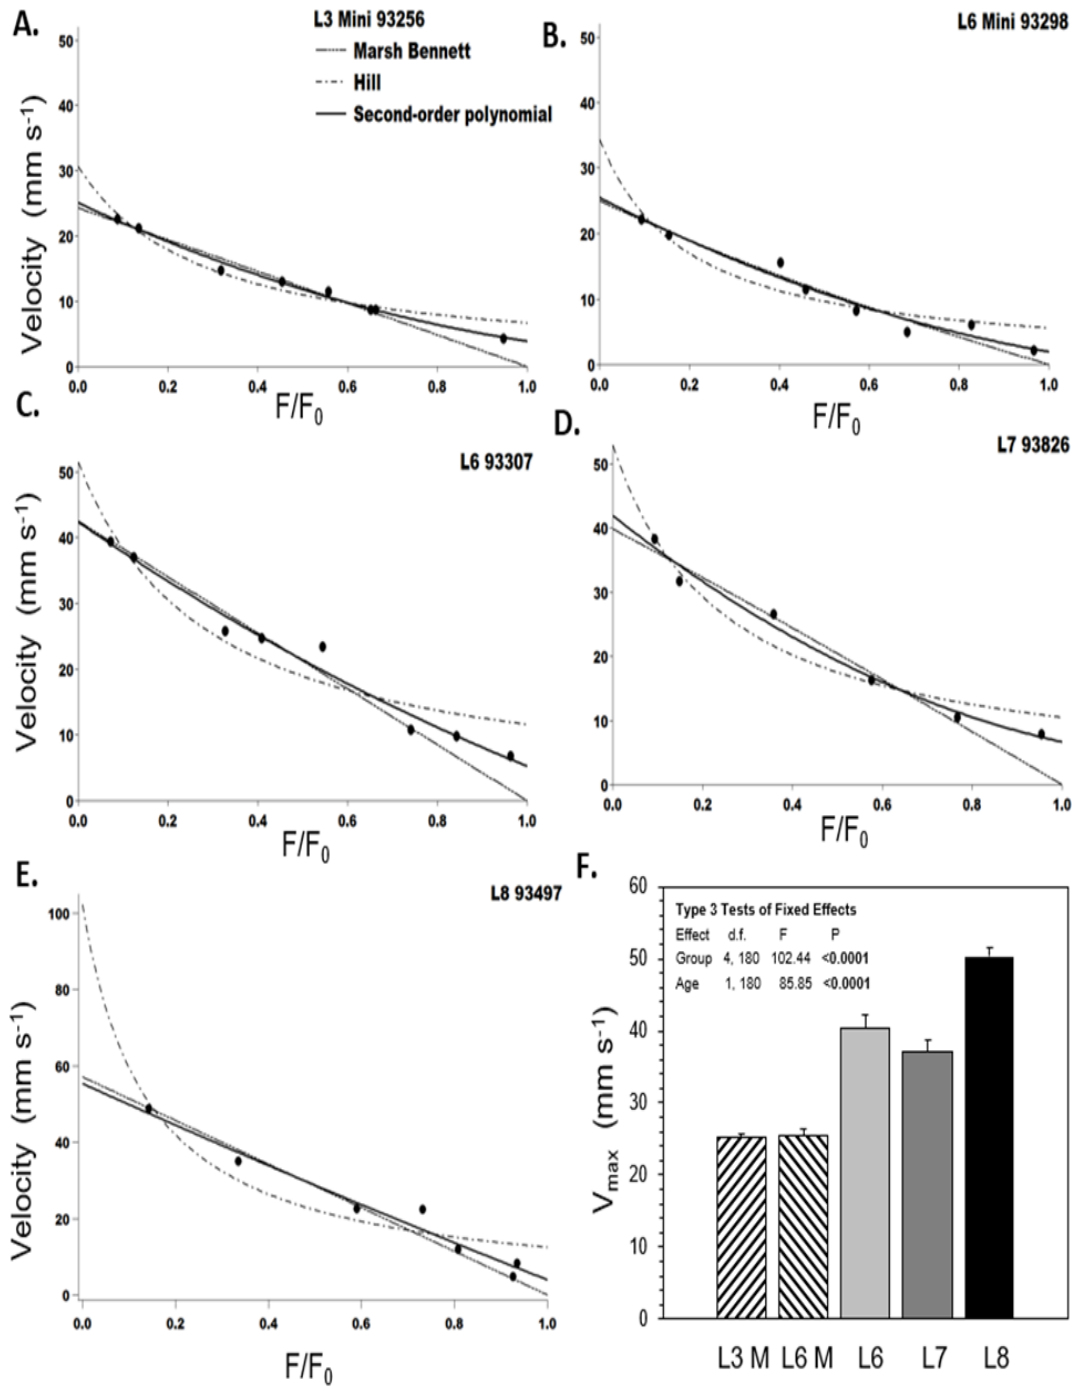 A.
L3 Mini 93256
Marsh Bennett
Hill
Second-order polynomial
Velocity (mm s-1)
50
40
30
20
10
0
0.0 0.2 0.4 0.6 0.8 1.0
F/F0
B.
L6 Mini 93298
50
40
30
20
10
0
0.0 0.2 0.4 0.6 0.8 1.0
F/F0
C.
L6 93307
Velocity (mm s-1)
50
40
30
20
10
0
0.0 0.2 0.4 0.6 0.8 1.0
F/F0
D.
L7 93826
50
40
30
20
10
0
0.0 0.2 0.4 0.6 0.8 1.0
F/F0
E.
L8 93497
Velocity (mm s-1)
100
80
60
40
20
0
0.0 0.2 0.4 0.6 0.8 1.0
F/F0
F.
Type 3 Tests of Fixed Effects
Effect d.f. F P
Group 4, 180 102.44 <0.0001
Age 1, 180 85.85 <0.0001
Vmax (mm s-1)
60
50
40
30
20
10
0
L3 M L6 M L6 L7 L8